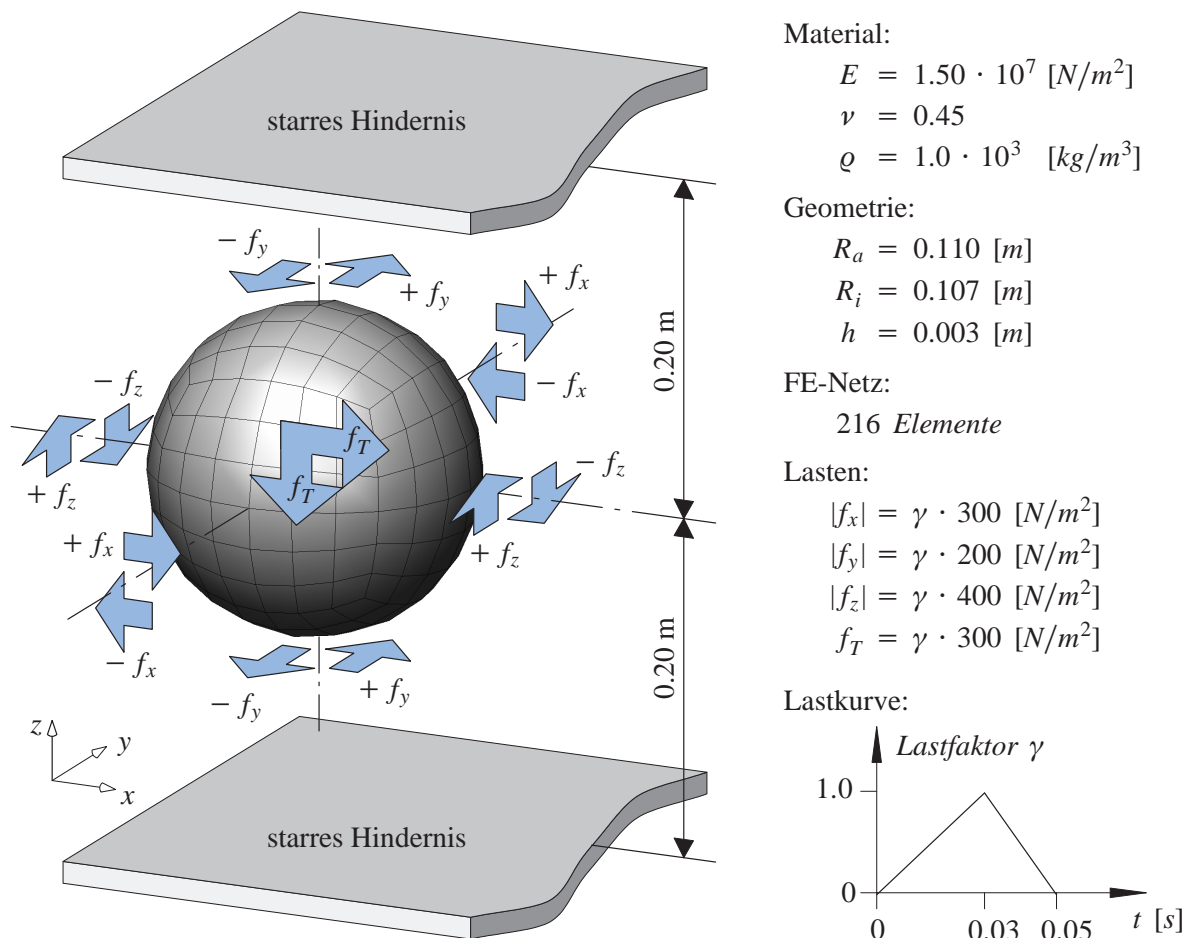 starres Hindernis
− f_y
+ f_y
+ f_x
− f_x
− f_z
+ f_z
f_T
f_T
− f_z
+ f_z
+ f_x
− f_x
− f_y
+ f_y
0.20 m
0.20 m
z
y
x
starres Hindernis
Material:
E = 1.50 · 10^7 [N/m^2]
ν = 0.45
ϱ = 1.0 · 10^3 [kg/m^3]
Geometrie:
R_a = 0.110 [m]
R_i = 0.107 [m]
h = 0.003 [m]
FE-Netz:
216 Elemente
Lasten:
|f_x| = γ · 300 [N/m^2]
|f_y| = γ · 200 [N/m^2]
|f_z| = γ · 400 [N/m^2]
f_T = γ · 300 [N/m^2]
Lastkurve:
Lastfaktor γ
1.0
0
0 0.03 0.05 t [s]